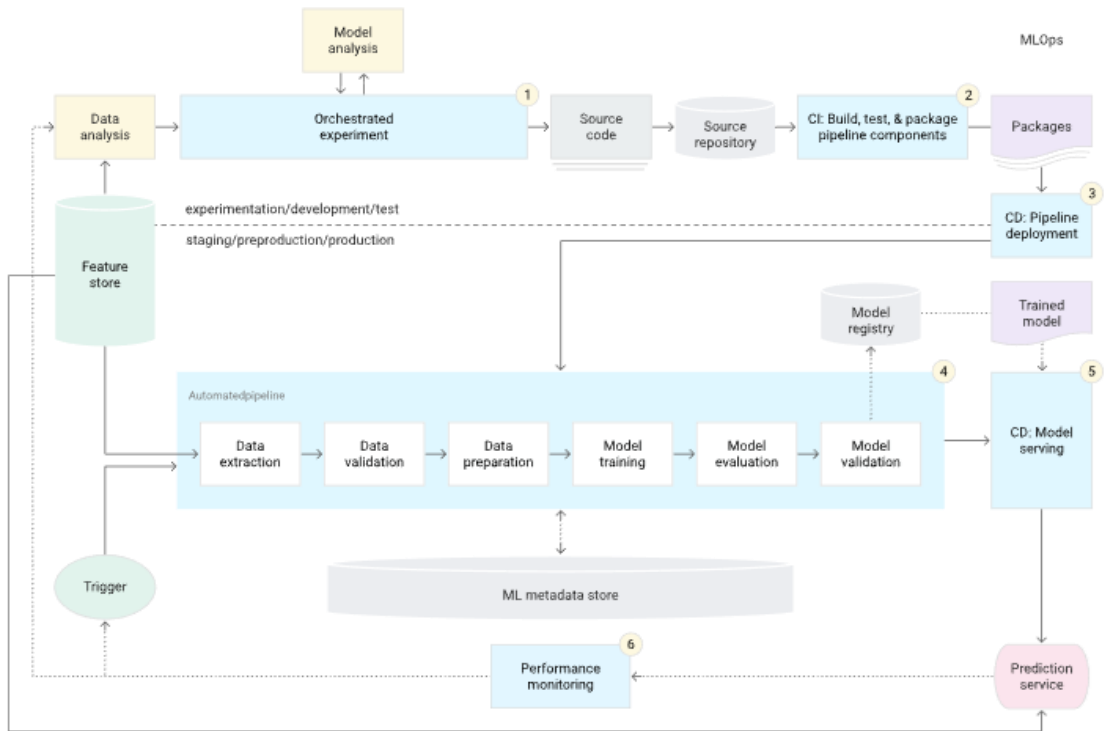 Model
analysis
MLOps
1
2
Data
analysis
Orchestrated
experiment
Source
code
Source
repository
CI: Build, test, & package
pipeline components
Packages
3
experimentation/development/test
CD: Pipeline
deployment
staging/preproduction/production
Feature
store
Model
registry
Trained
model
4
5
Automatedpipeline
Data
extraction
Data
validation
Data
preparation
Model
training
Model
evaluation
Model
validation
CD: Model
serving
Trigger
ML metadata store
6
Performance
monitoring
Prediction
service